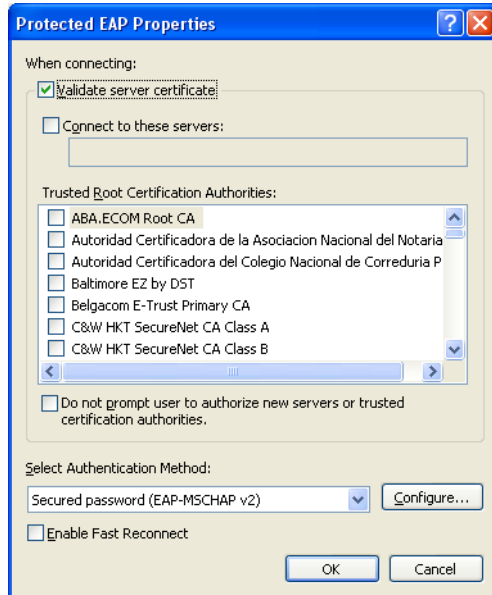 Protected EAP Properties
When connecting:
Validate server certificate
Connect to these servers:
Trusted Root Certification Authorities:
ABA.ECOM Root CA
Autoridad Certificadora de la Asociacion Nacional del Notaria
Autoridad Certificadora del Colegio Nacional de Correduria P
Baltimore EZ by DST
Belgacom E-Trust Primary CA
C&W HKT SecureNet CA Class A
C&W HKT SecureNet CA Class B
Do not prompt user to authorize new servers or trusted
certification authorities.
Select Authentication Method:
Secured password (EAP-MSCHAP v2)
Configure...
Enable Fast Reconnect
OK
Cancel